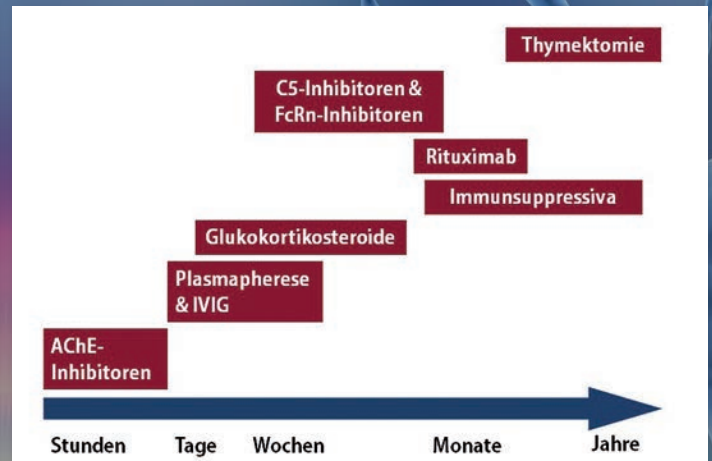 Thymektomie
C5-Inhibitoren &
FcRn-Inhibitoren
Rituximab
Immunsuppressiva
Glukokortikosteroide
Plasmapherese
& IVIG
AChE-
Inhibitoren
Stunden Tage Wochen Monate Jahre